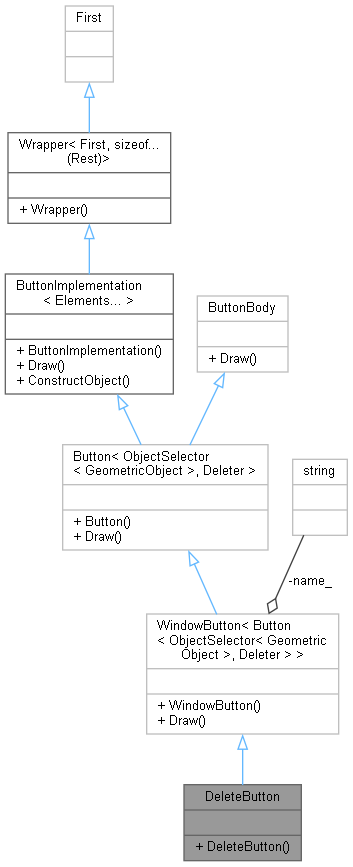 First
Wrapper< First, sizeof...
(Rest)>
+ Wrapper()
ButtonImplementation
< Elements... >
+ ButtonImplementation()
+ Draw()
+ ConstructObject()
ButtonBody
+ Draw()
Button< ObjectSelector
< GeometricObject >, Deleter >
+ Button()
+ Draw()
string
-name_
WindowButton< Button
< ObjectSelector< Geometric
Object >, Deleter > >
+ WindowButton()
+ Draw()
DeleteButton
+ DeleteButton()